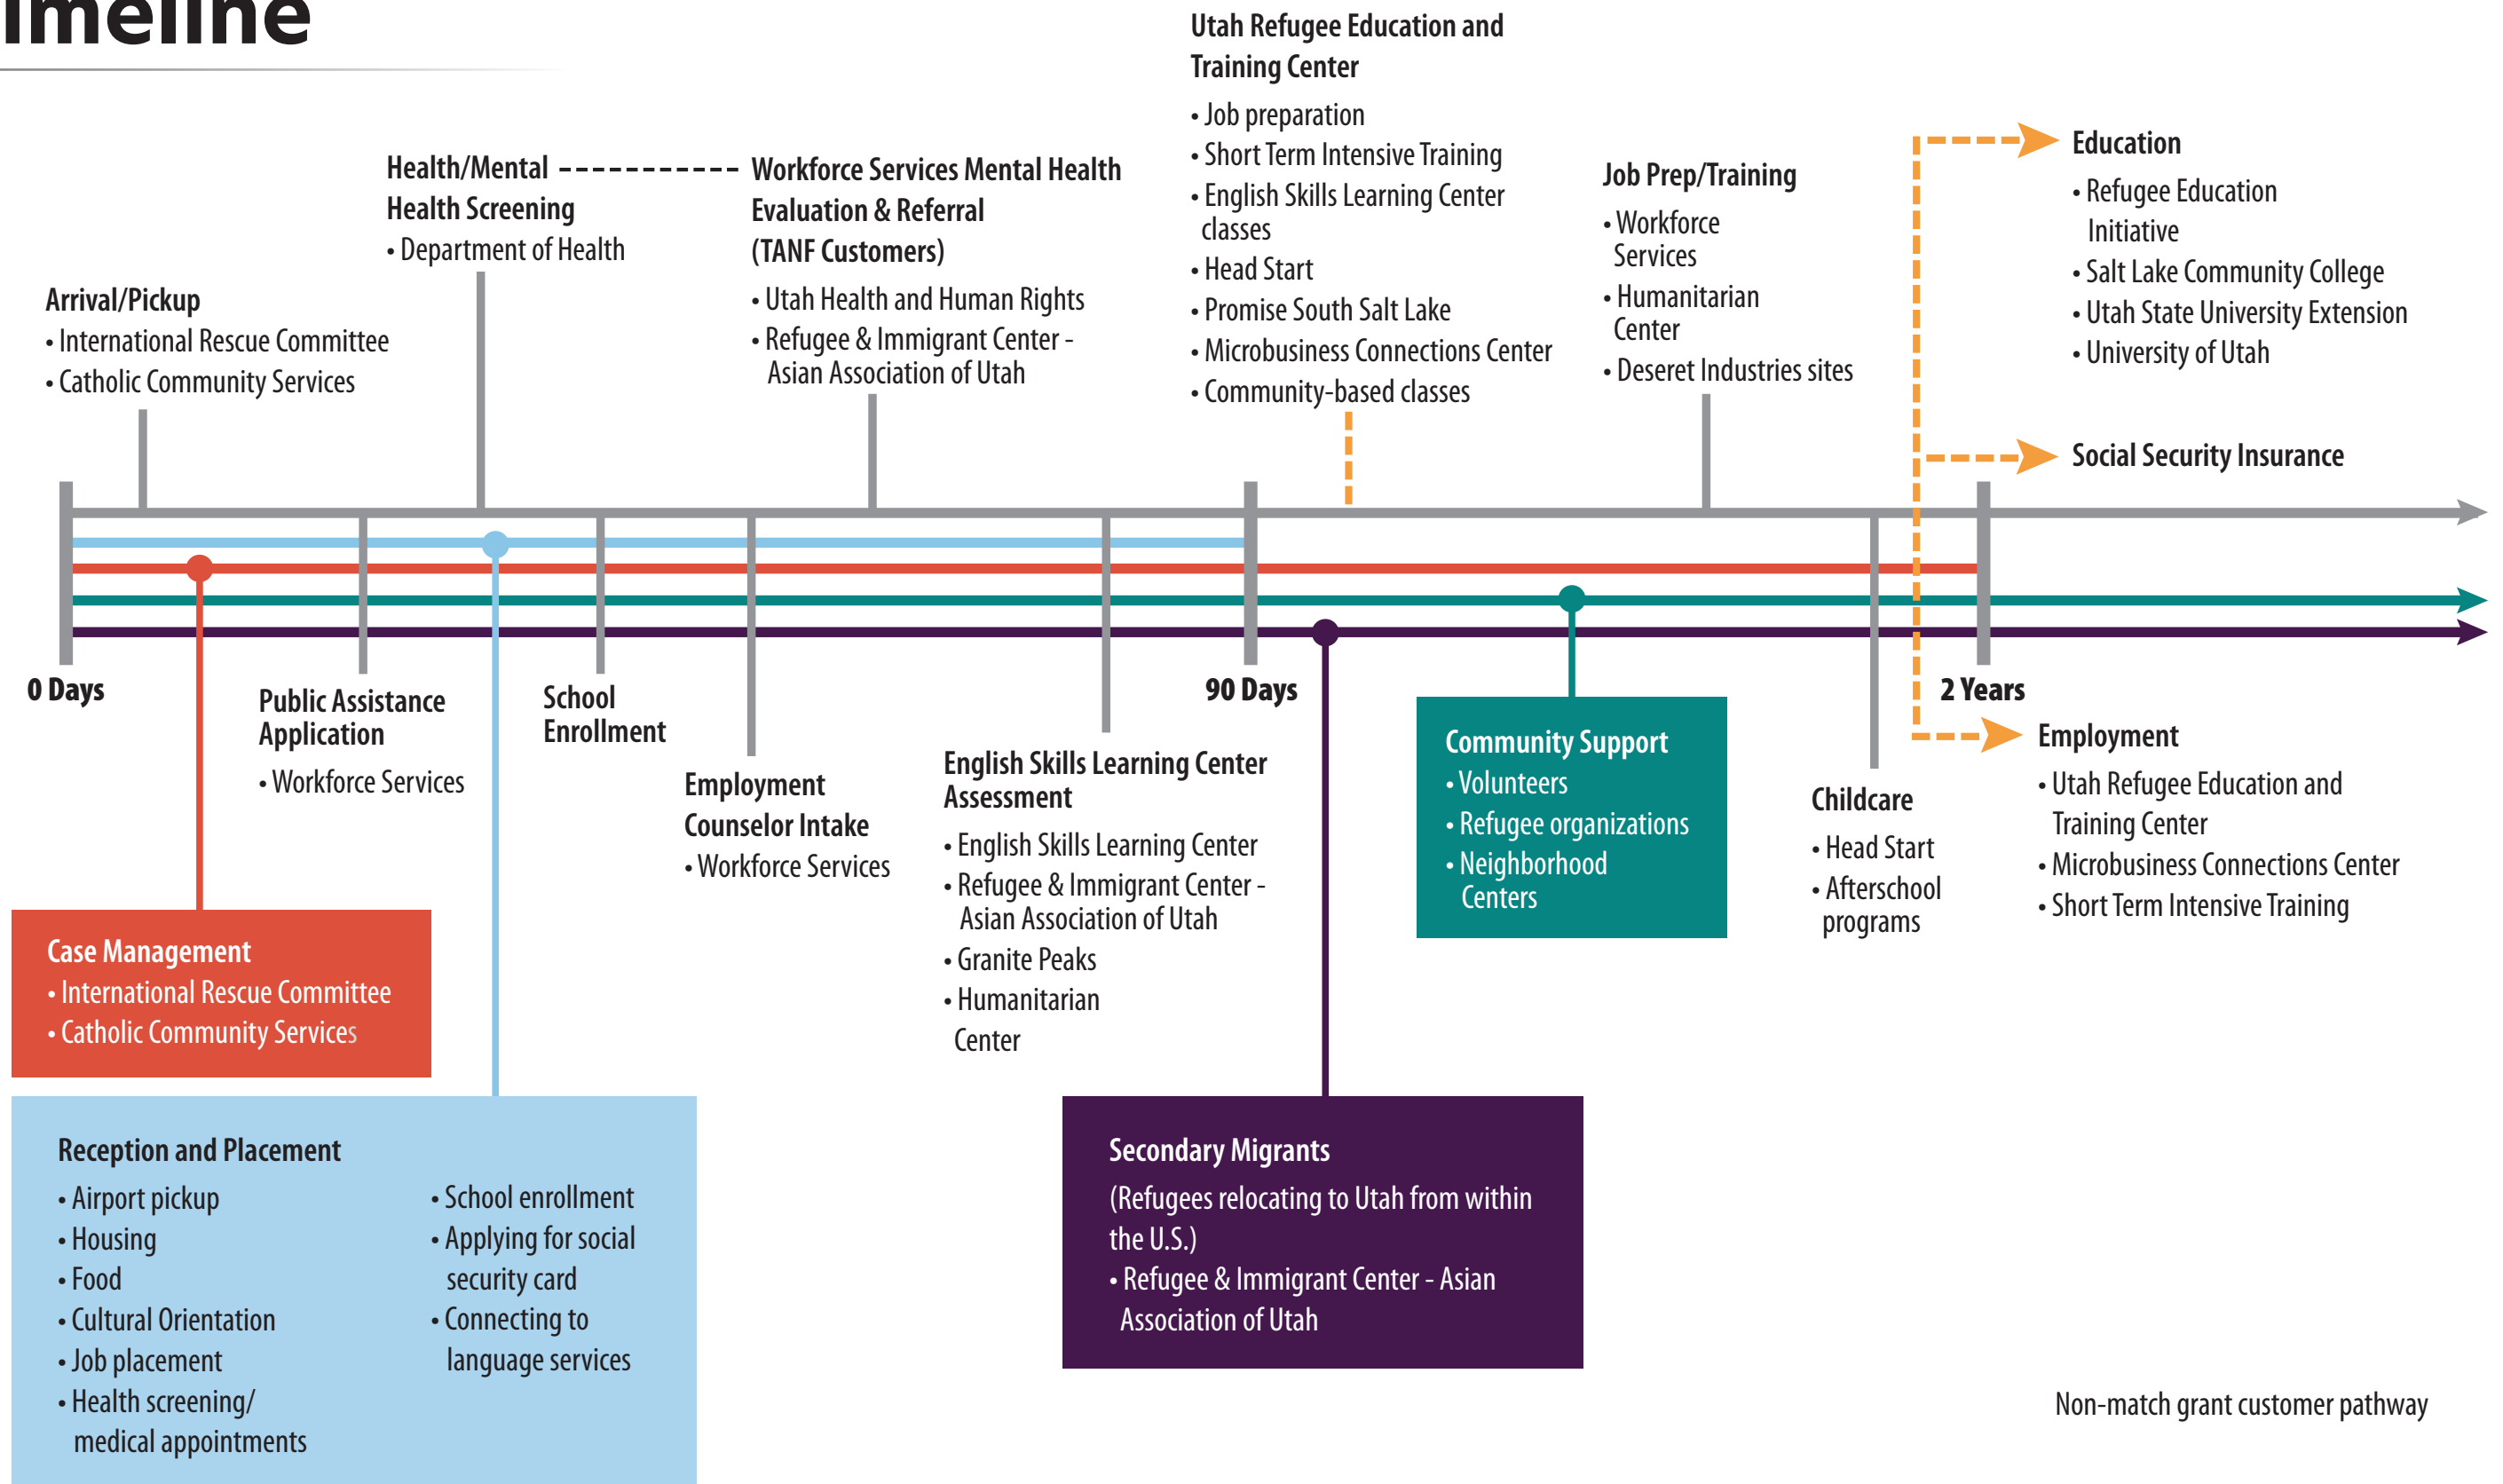 imeline
Utah Refugee Education and
Training Center
• Job preparation
• Short Term Intensive Training
• English Skills Learning Center
classes
• Head Start
• Promise South Salt Lake
• Microbusiness Connections Center
• Community-based classes
Health/Mental
Health Screening
• Department of Health
Workforce Services Mental Health
Evaluation & Referral
(TANF Customers)
• Utah Health and Human Rights
• Refugee & Immigrant Center -
Asian Association of Utah
Job Prep/Training
• Workforce
Services
• Humanitarian
Center
• Deseret Industries sites
Education
• Refugee Education
Initiative
• Salt Lake Community College
• Utah State University Extension
• University of Utah
Arrival/Pickup
• International Rescue Committee
• Catholic Community Services
Social Security Insurance
0 Days
90 Days
2 Years
Public Assistance
Application
• Workforce Services
School
Enrollment
Employment
Counselor Intake
• Workforce Services
English Skills Learning Center
Assessment
• English Skills Learning Center
• Refugee & Immigrant Center -
Asian Association of Utah
• Granite Peaks
• Humanitarian
Center
Community Support
• Volunteers
• Refugee organizations
• Neighborhood
Centers
Childcare
• Head Start
• Afterschool
programs
Employment
• Utah Refugee Education and
Training Center
• Microbusiness Connections Center
• Short Term Intensive Training
Case Management
• International Rescue Committee
• Catholic Community Services
Reception and Placement
• Airport pickup
• Housing
• Food
• Cultural Orientation
• Job placement
• Health screening/
medical appointments
• School enrollment
• Applying for social
security card
• Connecting to
language services
Secondary Migrants
(Refugees relocating to Utah from within
the U.S.)
• Refugee & Immigrant Center - Asian
Association of Utah
Non-match grant customer pathway